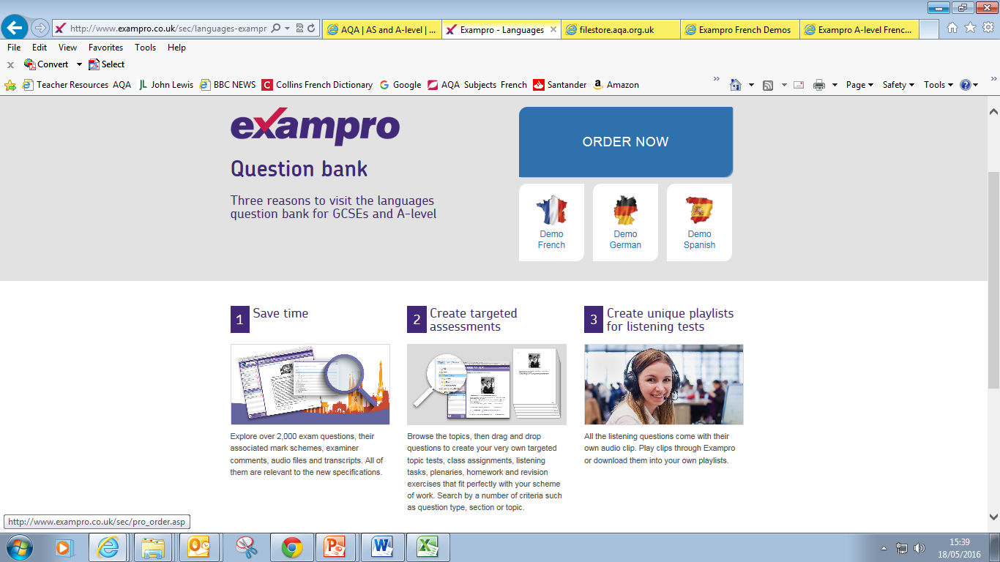 http://www.exampro.co.uk/sec/languages-exampr
AQA | AS and A-level | ...
Exampro - Languages
filestore.aqa.org.uk
Exampro French Demos
Exampro A-level Frenc...
File Edit View Favorites Tools Help
x Convert Select
Teacher Resources AQA JL John Lewis BBC NEWS C Collins French Dictionary G Google AQA Subjects French Santander a Amazon
Page Safety Tools
exampro
Question bank
Three reasons to visit the languages
question bank for GCSEs and A-level
ORDER NOW
Demo
French
Demo
German
Demo
Spanish
1 Save time
Explore over 2,000 exam questions, their
associated mark schemes, examiner
comments, audio files and transcripts. All of
them are relevant to the new specifications.
2 Create targeted
assessments
Browse the topics, then drag and drop
questions to create your very own targeted
topic tests, class assignments, listening
tasks, plenaries, homework and revision
exercises that fit perfectly with your scheme
of work. Search by a number of criteria such
as question type, section or topic.
3 Create unique playlists
for listening tests
All the listening questions come with their
own audio clip. Play clips through Exampro
or download them into your own playlists.
http://www.exampro.co.uk/sec/pro_order.asp
15:39
18/05/2016